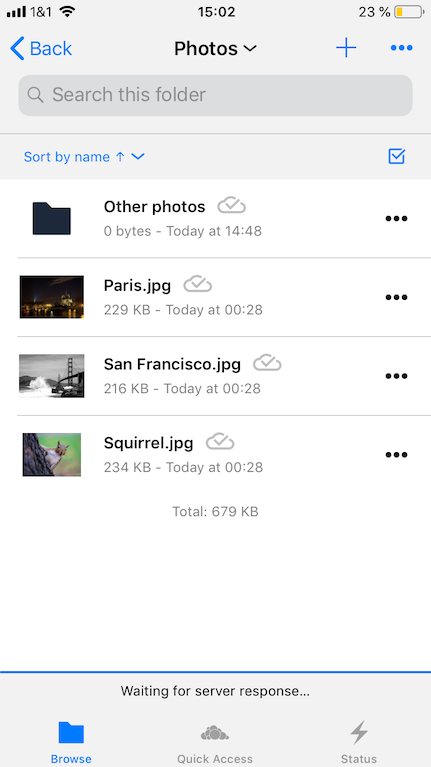 1&1 15:02 23 %
Back Photos
Search this folder
Sort by name ↑
Other photos
0 bytes - Today at 14:48
Paris.jpg
229 KB - Today at 00:28
San Francisco.jpg
216 KB - Today at 00:28
Squirrel.jpg
234 KB - Today at 00:28
Total: 679 KB
Waiting for server response...
Browse Quick Access Status